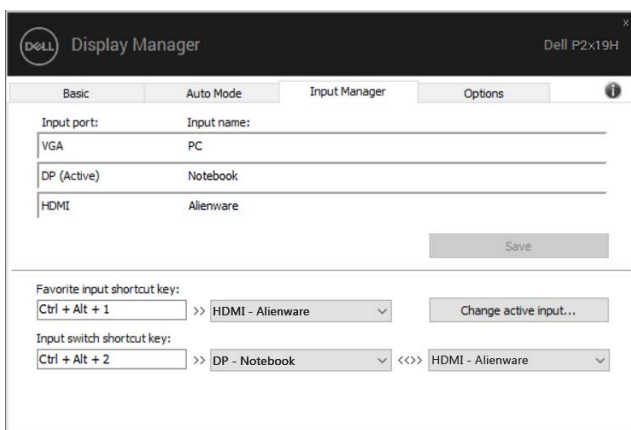 DELL Display Manager Dell P2x19H
x
Basic Auto Mode Input Manager Options i
Input port: Input name:
VGA PC
DP (Active) Notebook
HDMI Alienware
Save
Favorite input shortcut key:
Ctrl + Alt + 1 >> HDMI - Alienware Change active input...
Input switch shortcut key:
Ctrl + Alt + 2 >> DP - Notebook <<>> HDMI - Alienware